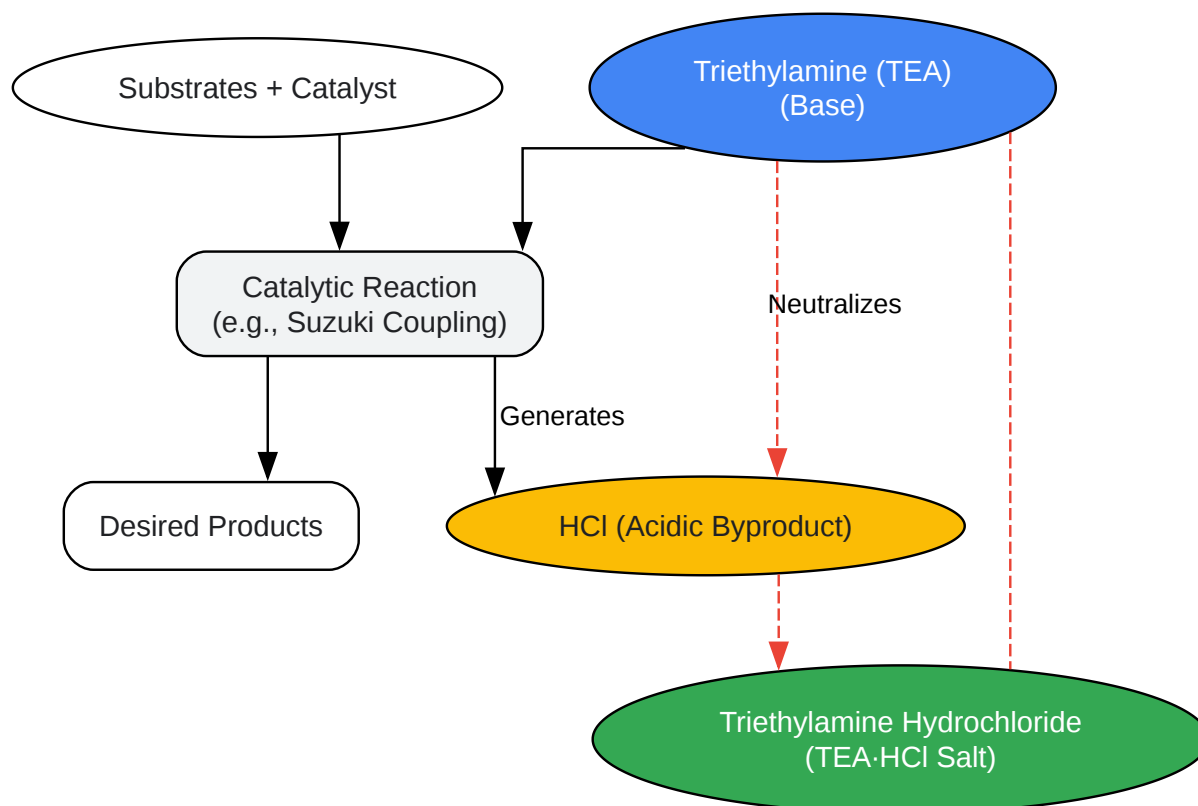 Substrates + Catalyst
Triethylamine (TEA)
(Base)
Catalytic Reaction
(e.g., Suzuki Coupling)
Neutralizes
Generates
Desired Products
HCl (Acidic Byproduct)
Triethylamine Hydrochloride
(TEA·HCl Salt)